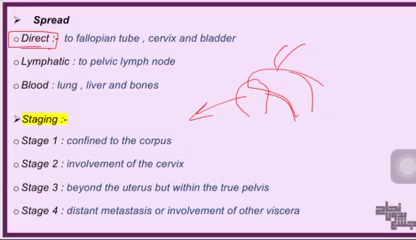 Spread
Direct :- to fallopian tube , cervix and bladder
Lymphatic : to pelvic lymph node
Blood : lung , liver and bones
Staging :-
Stage 1 : confined to the corpus
Stage 2 : involvement of the cervix
Stage 3 : beyond the uterus but within the true pelvis
Stage 4 : distant metastasis or involvement of other viscera